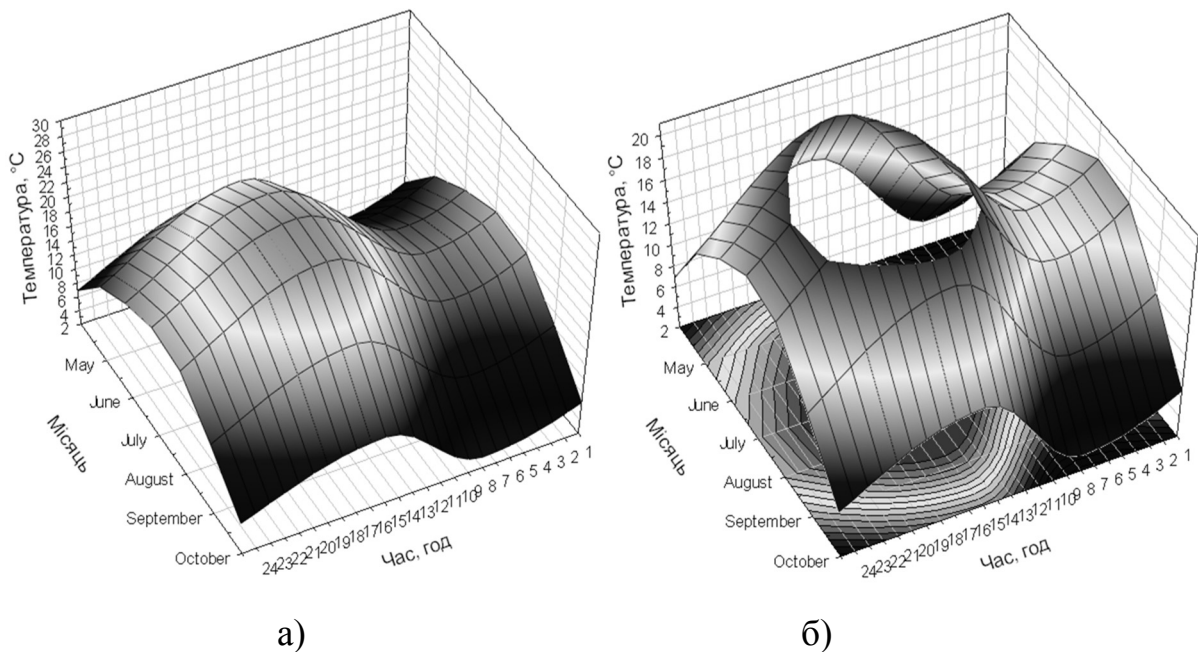 30
28
26
24
22
20
18
16
14
12
10
8
6
4
2
Температура, °C
May
June
July
August
September
October
Місяць
24 23 22 21 20 19 18 17 16 15 14 13 12 11 10 9 8 7 6 5 4 3 2 1
Час, год
а)
20
18
16
14
12
10
8
6
4
2
Температура, °C
May
June
July
August
September
October
Місяць
24 23 22 21 20 19 18 17 16 15 14 13 12 11 10 9 8 7 6 5 4 3 2 1
Час, год
б)